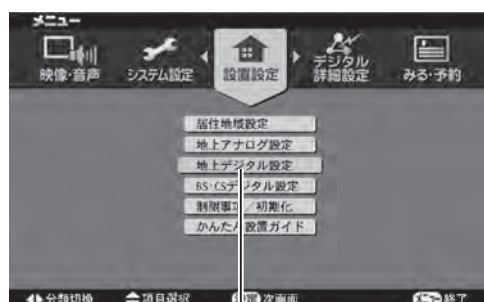 メニュー
映像・音声 システム設定 設置設定 デジタル詳細設定 みる・予約
居住地域設定
地上アナログ設定
地上デジタル設定
BS・CSデジタル設定
制限事項/初期化
かんたん設置ガイド
分類切換 項目選択 決定 次画面 終了